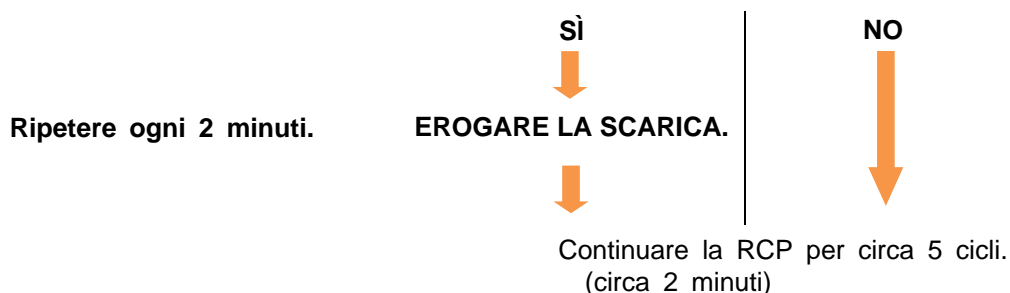 SÌ
NO
Ripetere ogni 2 minuti.
EROGARE LA SCARICA.
Continuare la RCP per circa 5 cicli.
(circa 2 minuti)